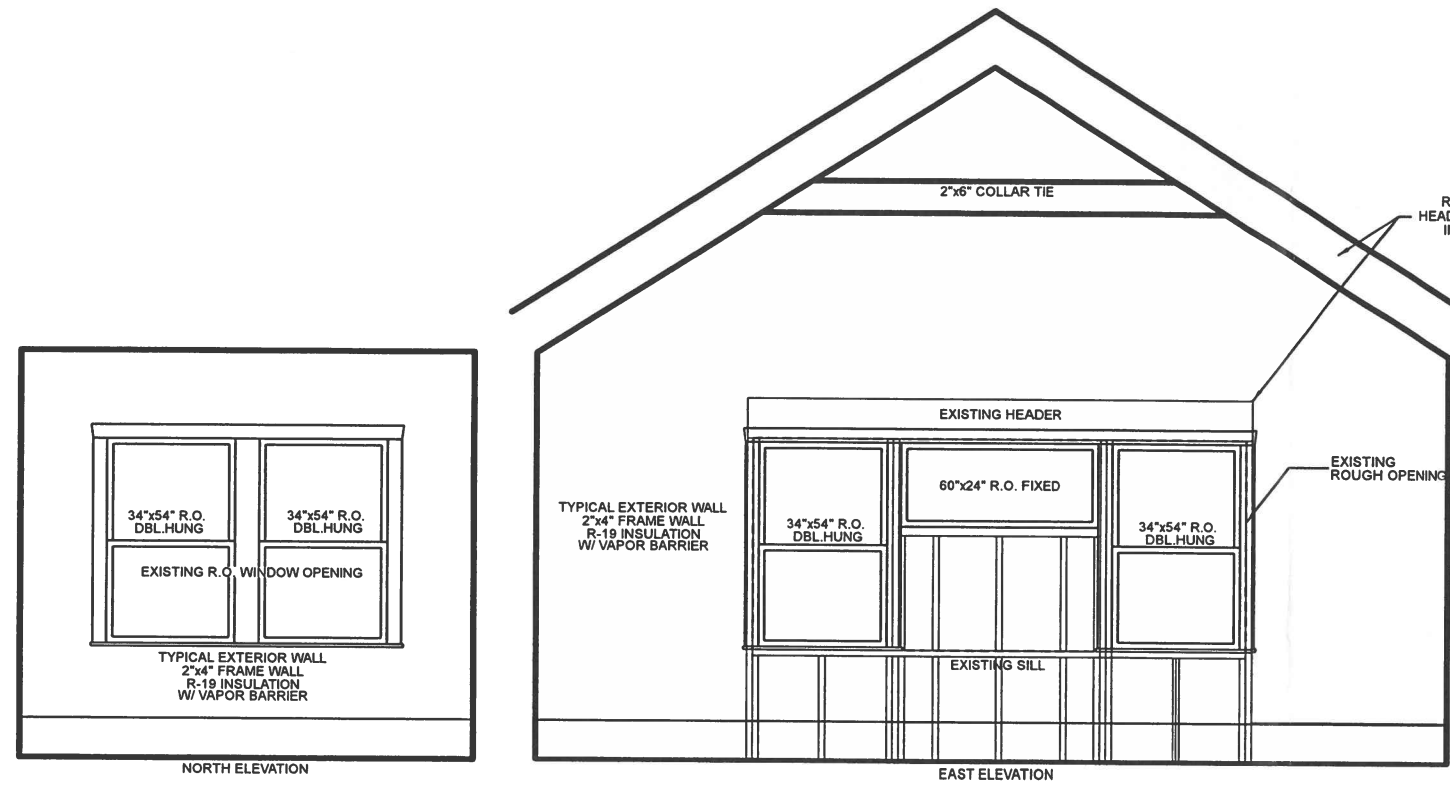 2"x6" COLLAR TIE
R
HEAD
EXISTING HEADER
EXISTING
ROUGH OPENING
60"x24" R.O. FIXED
TYPICAL EXTERIOR WALL
2"x4" FRAME WALL
R-19 INSULATION
W/ VAPOR BARRIER
34"x54" R.O.
DBL.HUNG
34"x54" R.O.
DBL.HUNG
34"x54" R.O.
DBL.HUNG
34"x54" R.O.
DBL.HUNG
EXISTING R.O. WINDOW OPENING
TYPICAL EXTERIOR WALL
2"x4" FRAME WALL
R-19 INSULATION
W/ VAPOR BARRIER
EXISTING SILL
NORTH ELEVATION
EAST ELEVATION